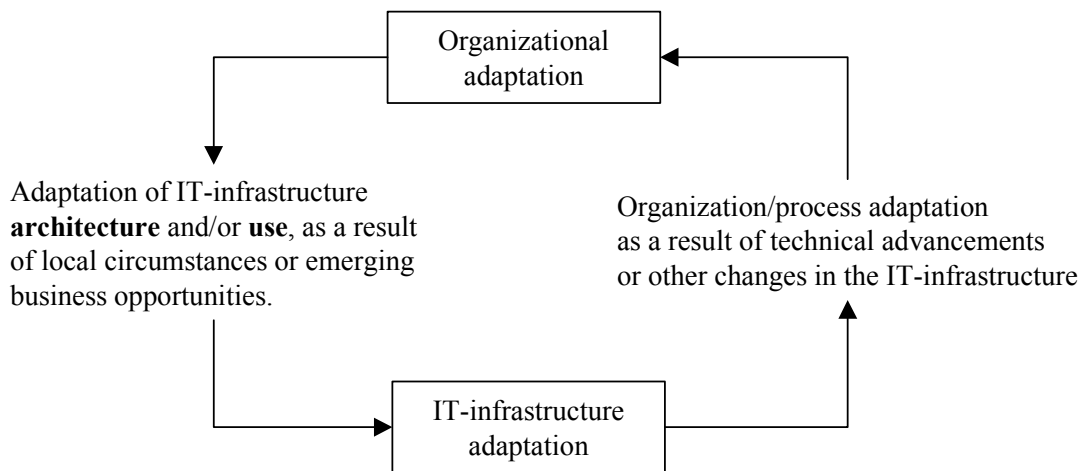 Organizational
adaptation
Adaptation of IT-infrastructure
architecture and/or use, as a result
of local circumstances or emerging
business opportunities.
Organization/process adaptation
as a result of technical advancements
or other changes in the IT-infrastructure
IT-infrastructure
adaptation